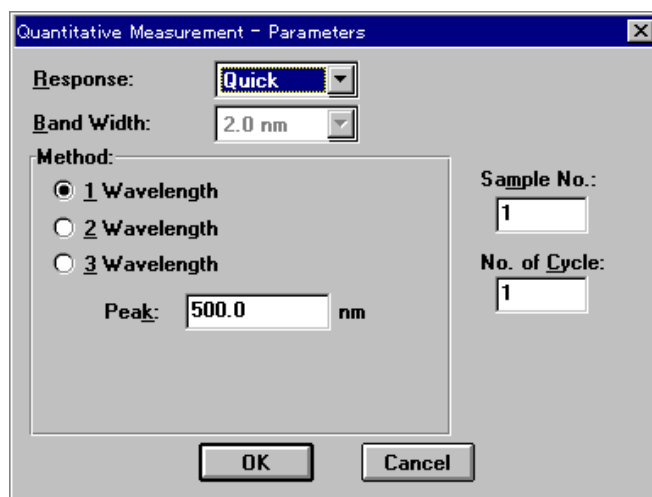 Quantitative Measurement - Parameters
Response: Quick
Band Width: 2.0 nm
Method:
1 Wavelength
2 Wavelength
3 Wavelength
Peak: 500.0 nm
Sample No.:
1
No. of Cycle:
1
OK Cancel